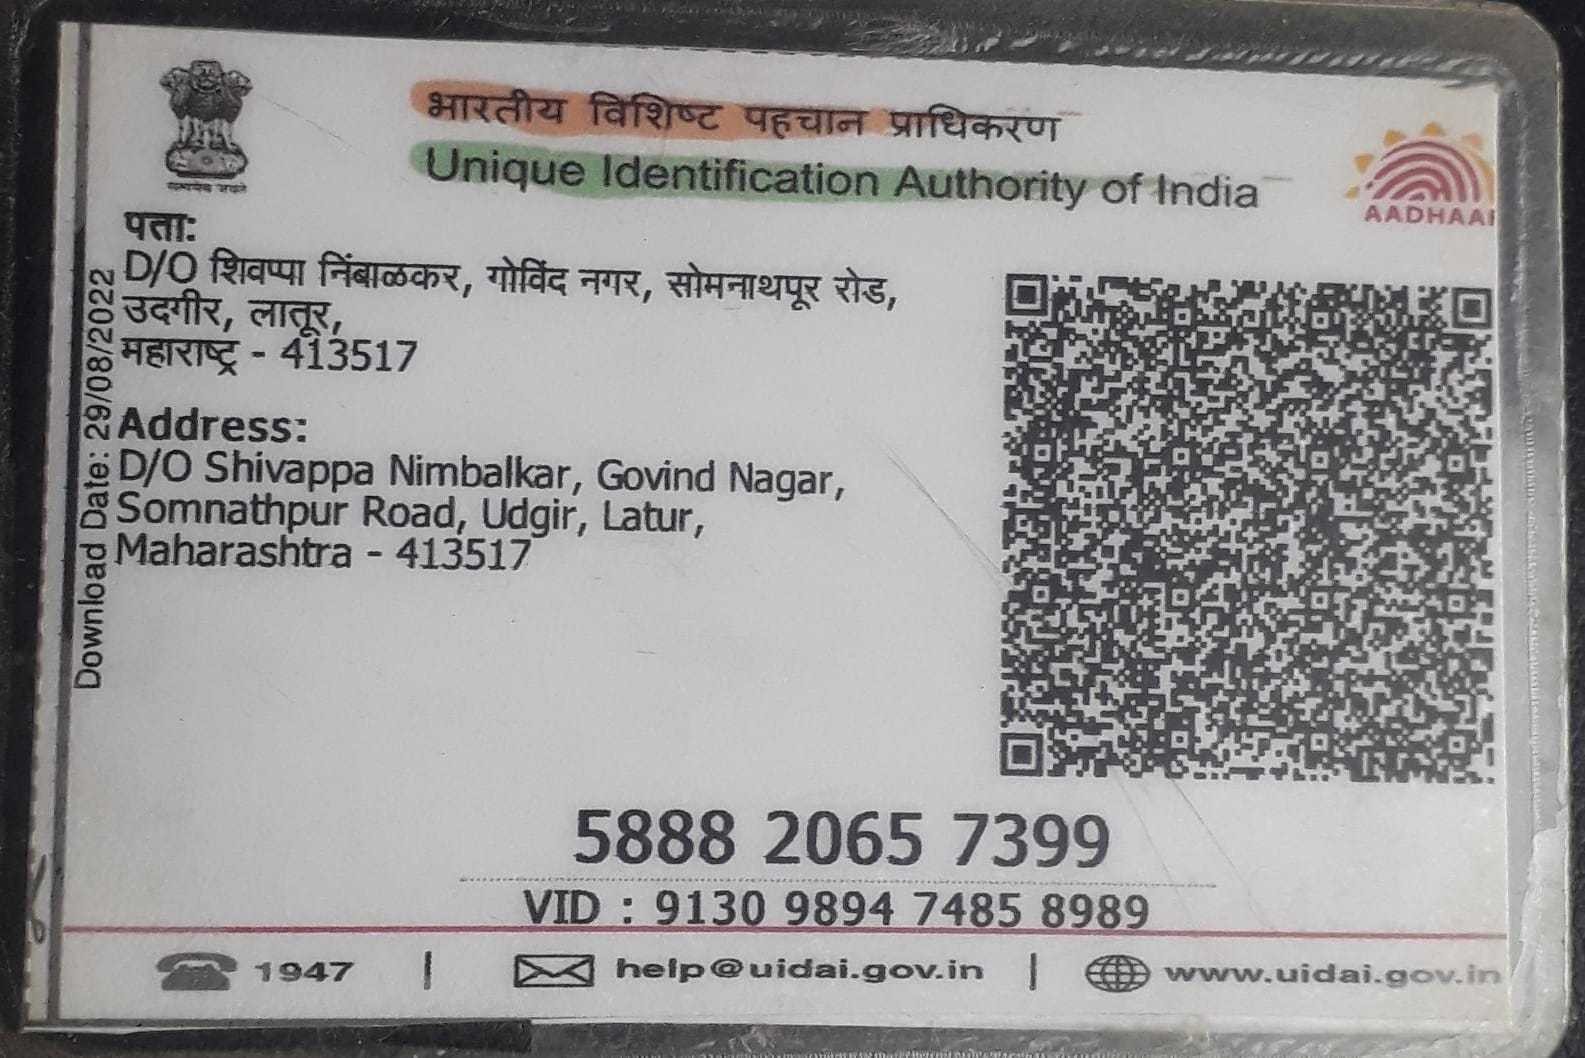 भारतीय विशिष्ट पहचान प्राधिकरण
Unique Identification Authority of India
AADHAA
पत्ता:
D/O शिवप्पा निंबाळकर, गोविंद नगर, सोमनाथपूर रोड,
उदगीर, लातूर,
महाराष्ट्र - 413517
Address:
D/O Shivappa Nimbalkar, Govind Nagar,
Somnathpur Road, Udgir, Latur,
Maharashtra - 413517
Download Date: 29/08/2022
5888 2065 7399
VID : 9130 9894 7485 8989
1947 | help@uidai.gov.in | www.uidai.gov.in